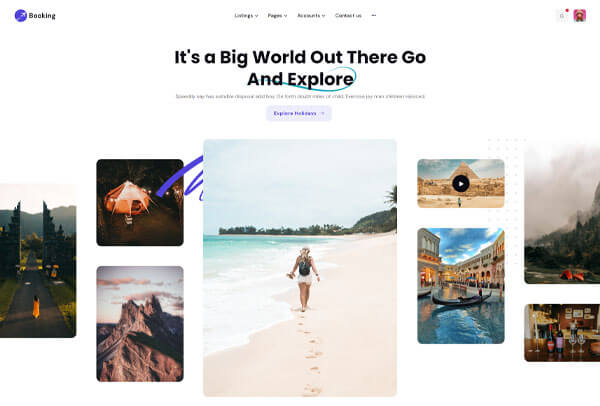 Booking
Listings
Pages
Accounts
Contact us
It's a Big World Out There Go
And Explore
Speedily say has suitable disposal add boy. On forth doubt miles of child. Exercise joy man children rejoiced.
Explore Holidays